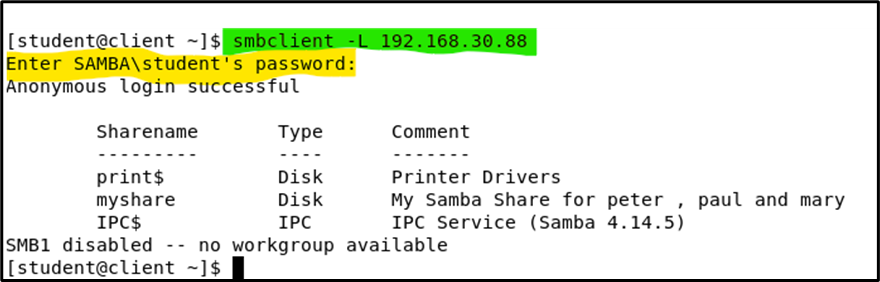 [student@client ~]$ smbclient -L 192.168.30.88
Enter SAMBA\student's password:
Anonymous login successful
Sharename Type Comment
--------- ---- -------
print$ Disk Printer Drivers
myshare Disk My Samba Share for peter , paul and mary
IPC$ IPC IPC Service (Samba 4.14.5)
SMB1 disabled -- no workgroup available
[student@client ~]$